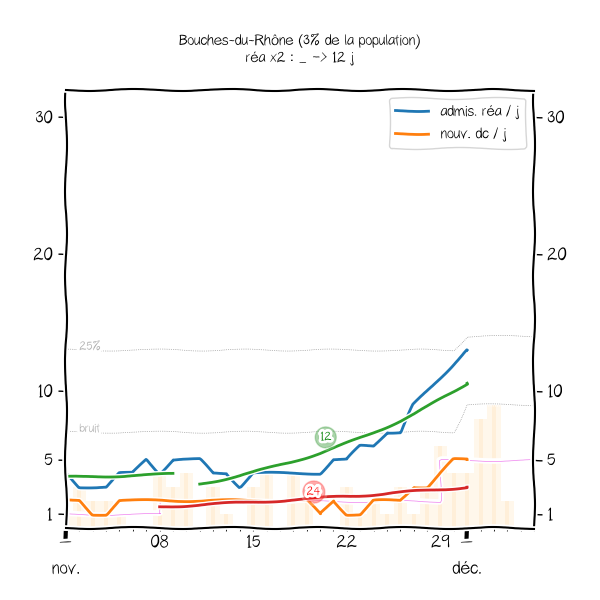 Bouches-du-Rhône (3% de la population)
réa x2 : _ -> 12 j
admis. réa / j
nouv. dc / j
30
30
20
20
25%
10
10
bruit
12
5
5
24
1
1
08
15
22
29
nov.
déc.